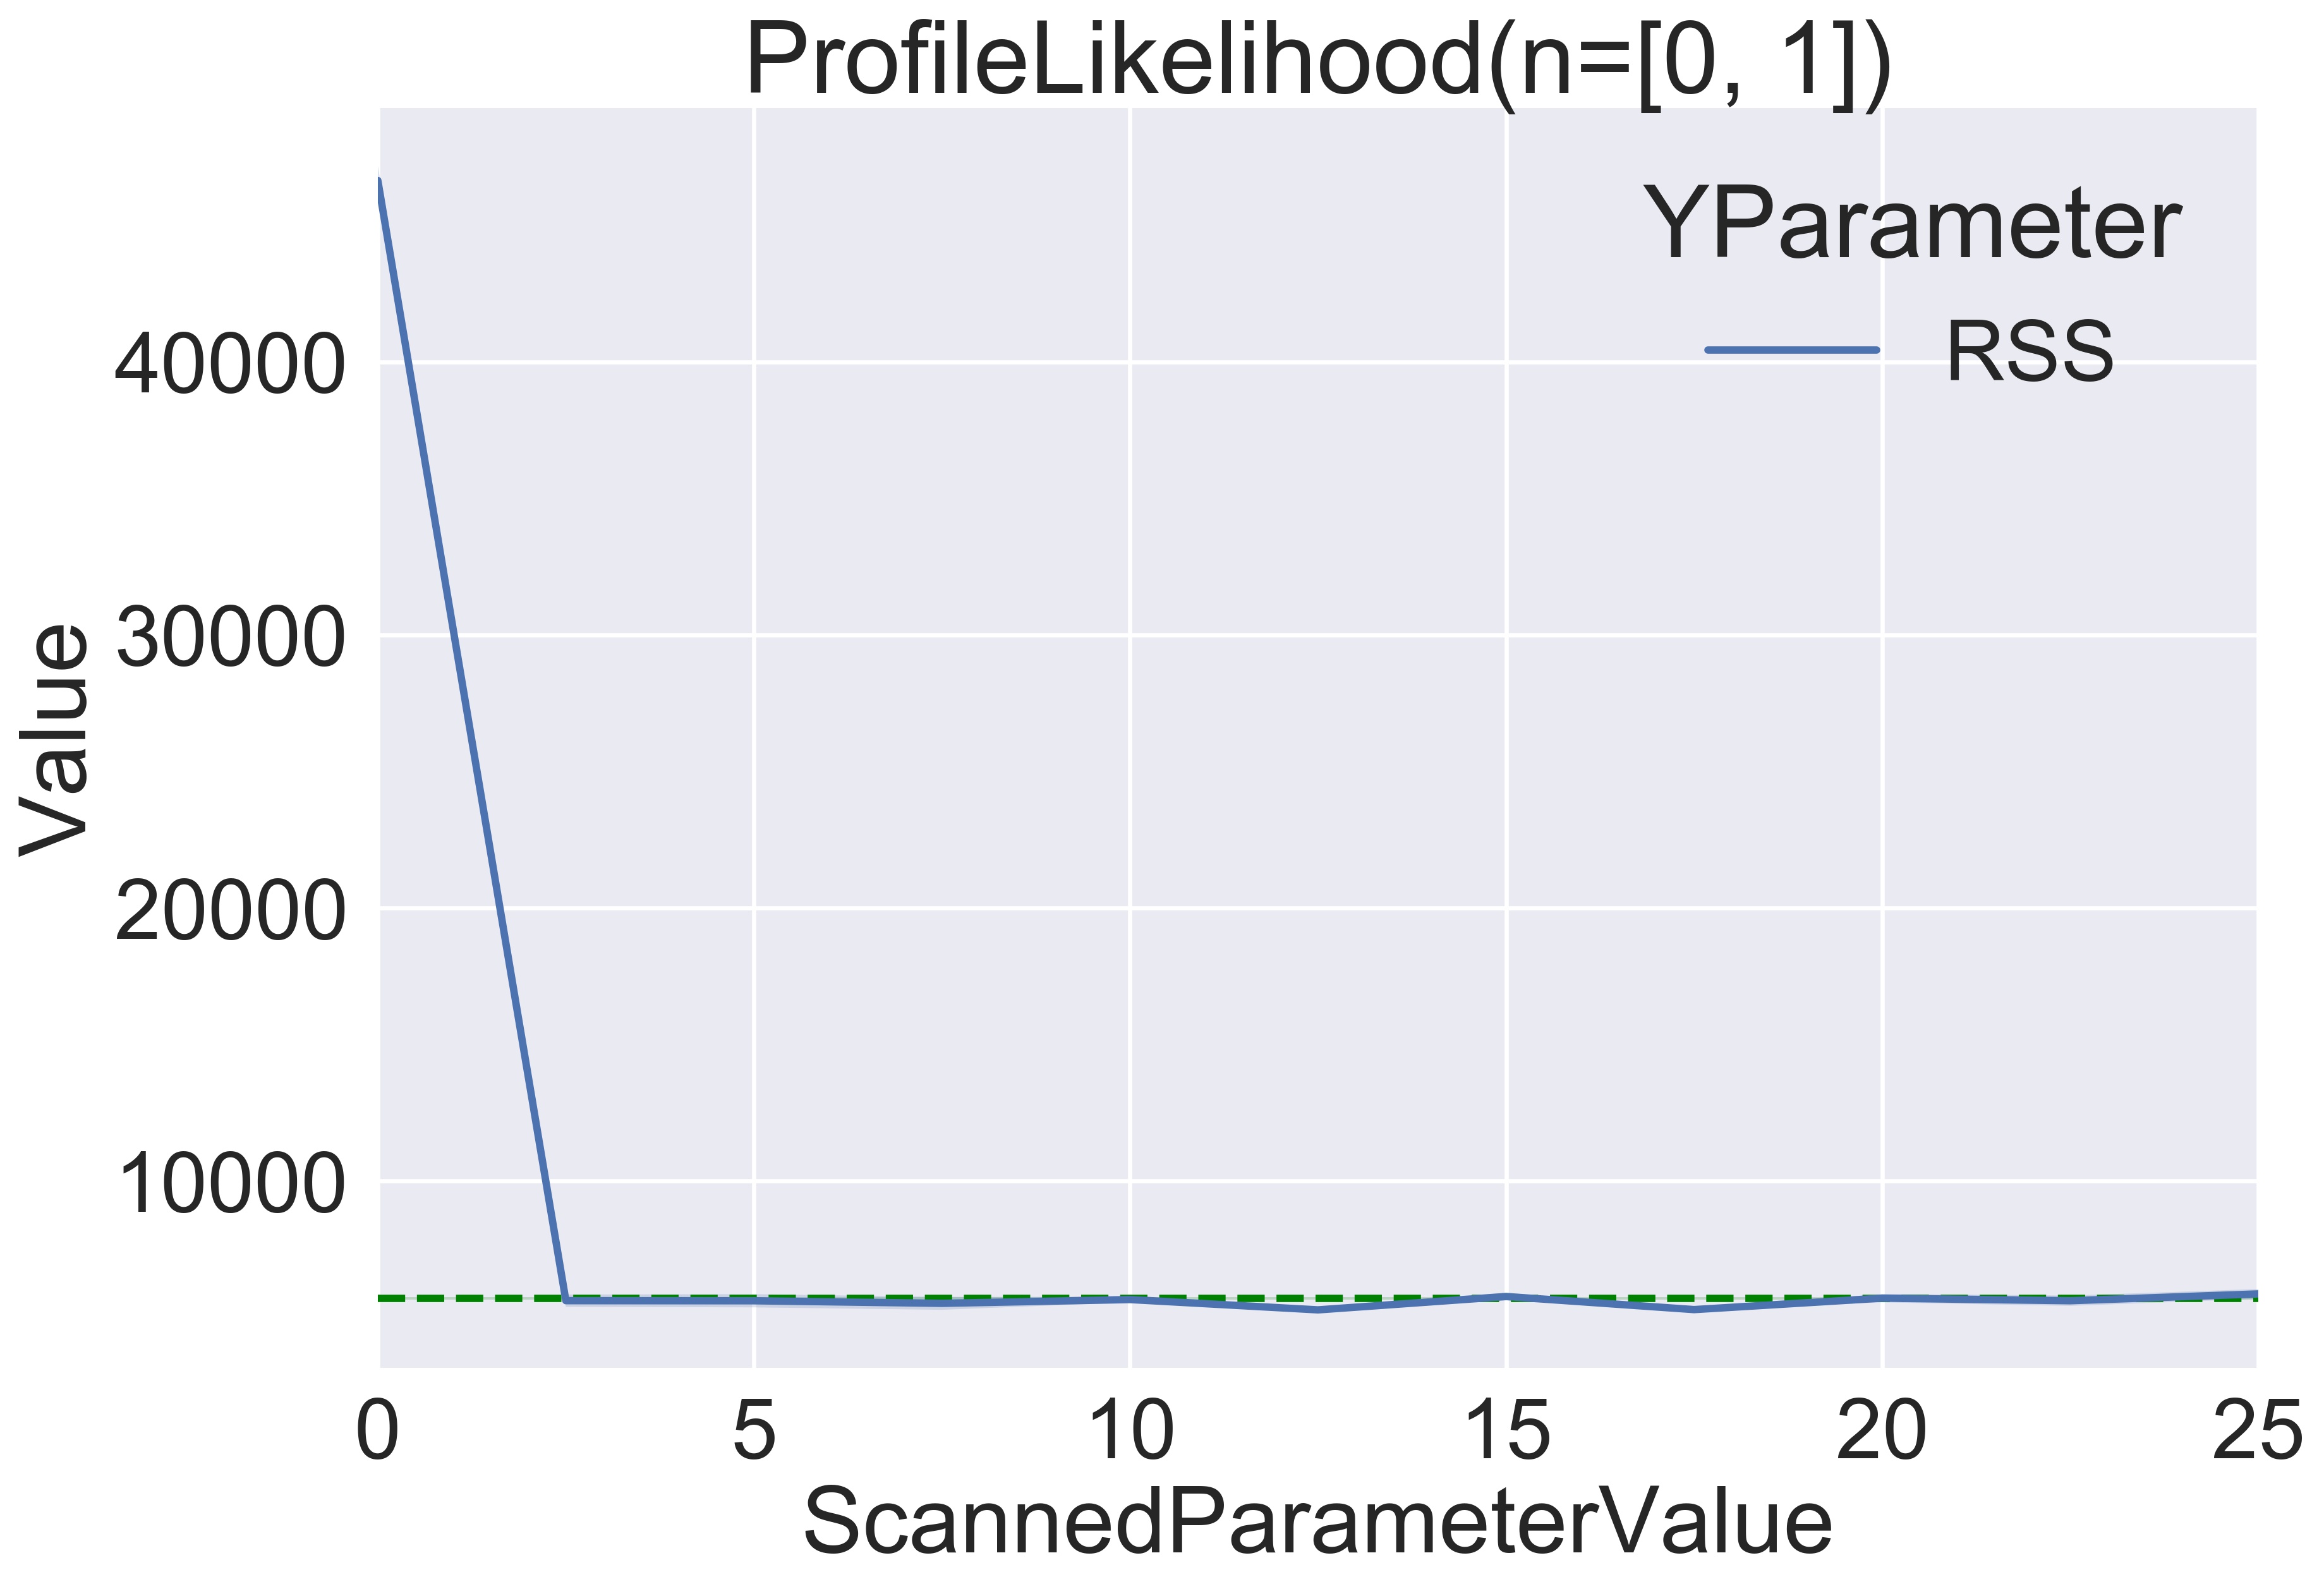 ProfileLikelihood(n=[0, 1])
YParameter
RSS
Value
40000
30000
20000
10000
0 5 10 15 20 25
ScannedParameterValue